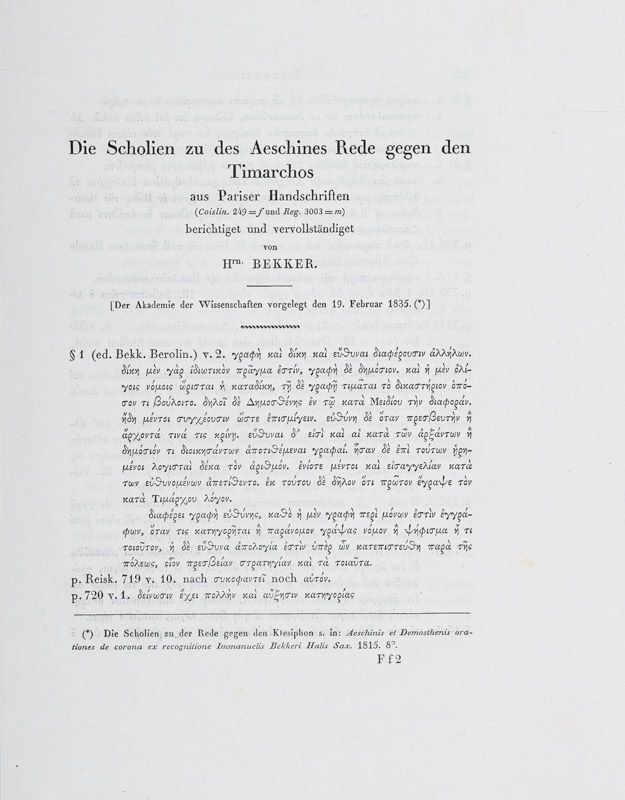 Die Scholien zu des Aeschines Rede gegen den
Timarchos
aus Pariser Handschriften
(Coislin. 249 = f und Reg. 3003 = m)
berichtiget und vervollständiget
von
Hrn. BEKKER.
[Der Akademie der Wissenschaften vorgelegt den 19. Februar 1835. (*)]
§ 1 (ed. Bekk. Berolin.) v. 2. γραφὴ καὶ δίκη καὶ εὔθυναι διαφέρουσιν ἀλλήλων.
δίκη μὲν γὰρ ἰδιωτικὸν πρᾶγμα ἐστίν, γραφὴ δὲ δημόσιον. καὶ ἡ μὲν ὀλί-
γοις νόμοις ὥρισται ἡ καταδίκη, τῇ δὲ γραφῇ τιμᾶται τὸ δικαστήριον ὁπό-
σον τι βούλοιτο. δηλοῖ δὲ Δημοσθένης ἐν τῷ κατὰ Μειδίου τὴν διαφοράν.
ἤδη μέντοι συγχέουσιν ὥστε ἐπισμίγειν. εὐθύνη δὲ ὅταν πρεσβευτὴν ἢ
ἄρχοντά τινά τις κρίνῃ. εὔθυναι δ᾽ εἰσὶ καὶ αἱ κατὰ τῶν ἀρξάντων ἢ
δημόσιόν τι διοικησάντων ἀποτιθέμεναι γραφαί. ἦσαν δὲ ἐπὶ τούτων ᾑρη-
μένοι λογισταὶ δέκα τὸν ἀριθμόν. ἐνίοτε μέντοι καὶ εἰσαγγελίαν κατὰ
των εὐθυνομένων ἀπετίθεντο. ἐκ τούτου δὲ δῆλον ὅτι πρῶτον ἔγραψε τὸν
κατὰ Τιμάρχου λόγον.
διαφέρει γραφὴ εὐθύνης, καθὸ ἡ μὲν γραφὴ περὶ μόνων ἐστὶν ἐγγρά-
φων, ὅταν τις κατηγορῆται ἢ παράνομον γράψας νόμον ἢ ψήφισμα ἤ τι
τοιοῦτον, ἡ δὲ εὔθυνα ἀπολογία ἐστὶν ὑπὲρ ὧν κατεπιστεύθη παρὰ τῆς
πόλεως, οἷον πρεσβείαν στρατηγίαν καὶ τὰ τοιαῦτα.
p. Reisk. 719 v. 10. nach συκοφαντεῖ noch αὐτόν.
p. 720 v. 1. δείνωσιν ἔχει πολλὴν καὶ αὔξησιν κατηγορίας
(*) Die Scholien zu der Rede gegen den Ktesiphon s. in: Aeschinis et Demosthenis ora-
tiones de corona ex recognitione Immanuelis Bekkeri Halis Sax. 1815. 8°.
F f 2